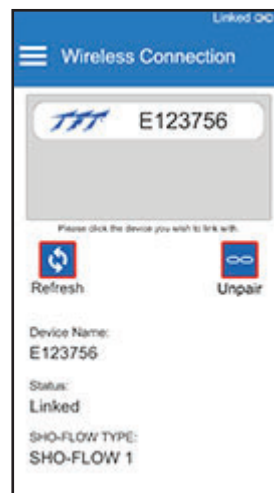 Linked
Wireless Connection
TFT E123756
Please click the device you wish to link with.
Refresh Unpair
Device Name:
E123756
Status:
Linked
SHO-FLOW TYPE:
SHO-FLOW 1